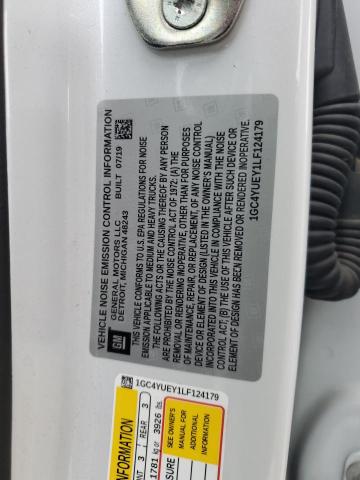 VEHICLE NOISE EMISSION CONTROL INFORMATION
GENERAL MOTORS, LLC BUILT 07/19
DETROIT, MICHIGAN 48243
GM
THIS VEHICLE CONFORMS TO U.S. EPA REGULATIONS FOR NOISE
EMISSION APPLICABLE TO MEDIUM AND HEAVY TRUCKS.
THE FOLLOWING ACTS OR THE CAUSING THEREOF BY ANY PERSON
ARE PROHIBITED BY THE NOISE CONTROL ACT OF 1972: (A) THE
REMOVAL OR RENDERING INOPERATIVE, OTHER THAN FOR PURPOSES
OF MAINTENANCE, REPAIR, OR REPLACEMENT, OF ANY NOISE CONTROL
DEVICE OR ELEMENT OF DESIGN (LISTED IN THE OWNER'S MANUAL)
INTO ANY MOTOR VEHICLE IN COMPLIANCE WITH THE NOISE
CONTROL ACT; (B) THE USE OF THIS VEHICLE AFTER SUCH DEVICE OR
ELEMENT OF DESIGN HAS BEEN REMOVED OR RENDERED INOPERATIVE.
1GC4YUEY1LF124179
1GC4YUEY1LF124179
INFORMATION
NT 3 REAR 3
1781 3926 lbs.
SEE OWNER'S
MANUAL FOR
ADDITIONAL
INFORMATION